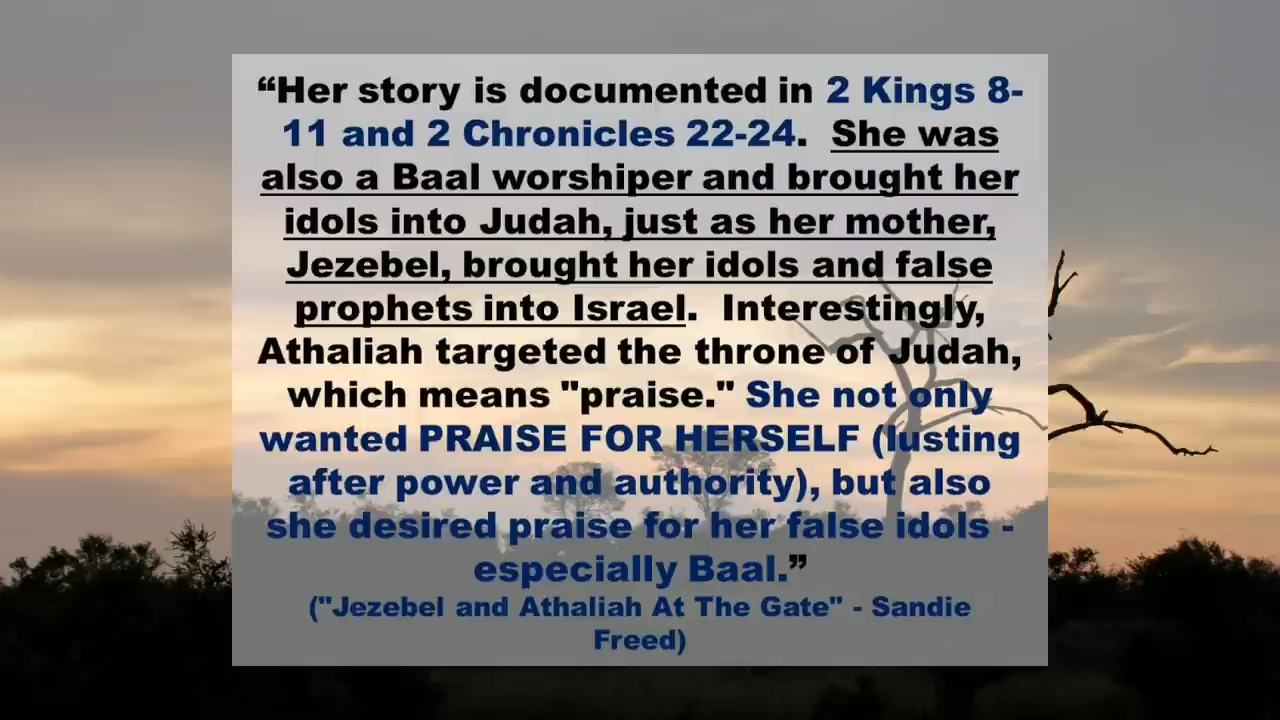 “Her story is documented in 2 Kings 8-
11 and 2 Chronicles 22-24.  She was
also a Baal worshiper and brought her
idols into Judah, just as her mother,
Jezebel, brought her idols and false
prophets into Israel.  Interestingly,
Athaliah targeted the throne of Judah,
which means "praise." She not only
wanted PRAISE FOR HERSELF (lusting
after power and authority), but also
she desired praise for her false idols -
especially Baal.”
("Jezebel and Athaliah At The Gate" - Sandie
Freed)